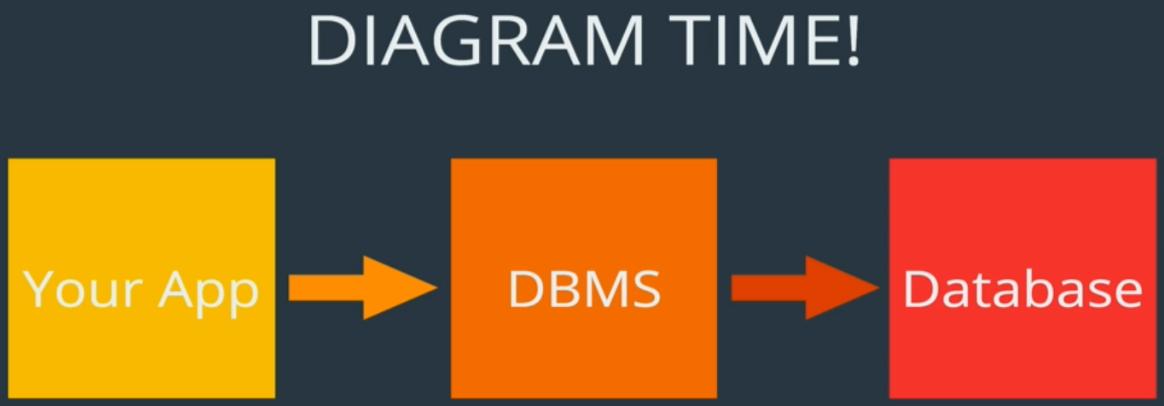 DIAGRAM TIME!
Your App
DBMS
Database